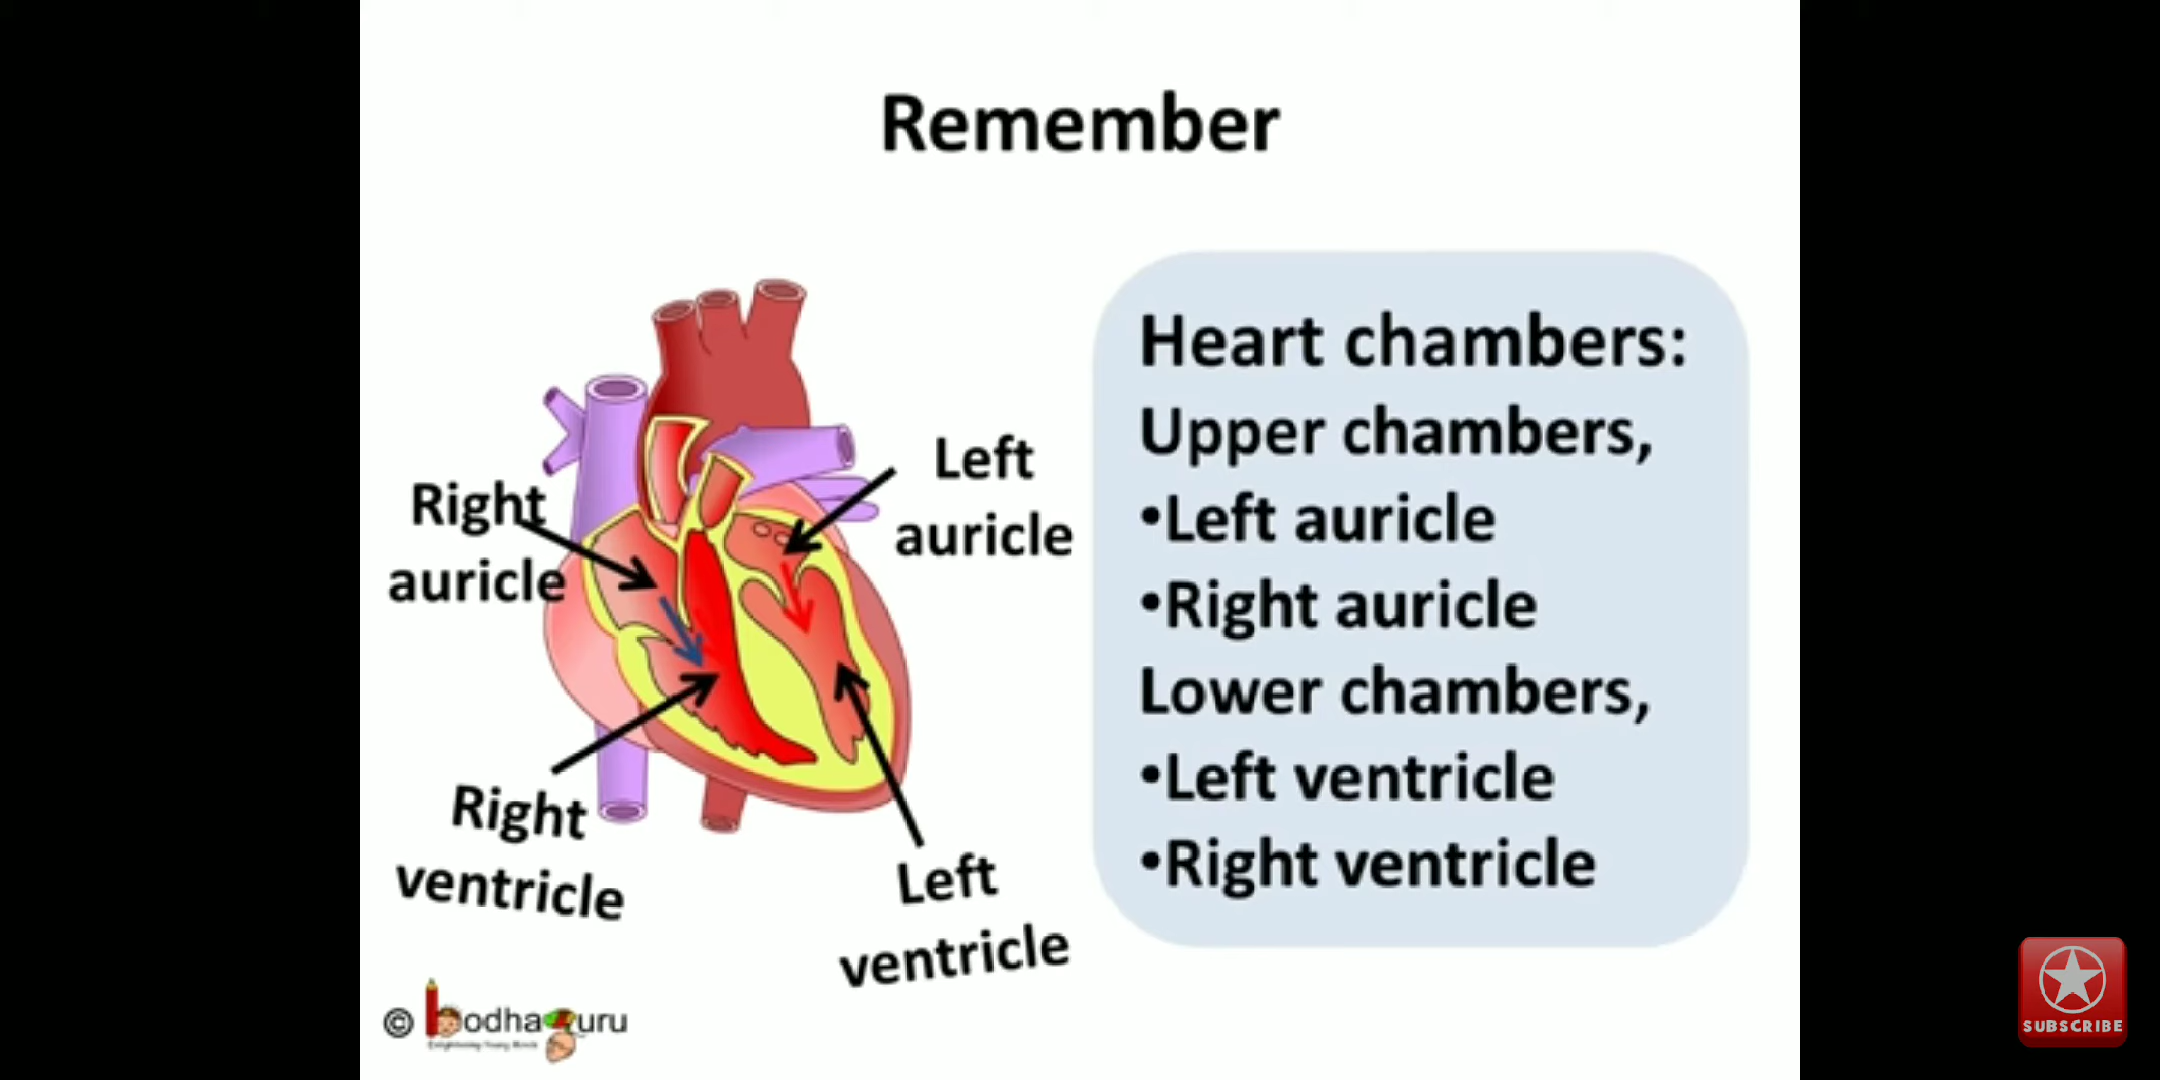 Remember
Right
auricle
Left
auricle
Right
ventricle
Left
ventricle
Heart chambers:
Upper chambers,
•Left auricle
•Right auricle
Lower chambers,
•Left ventricle
•Right ventricle
© bodhaguru
SUBSCRIBE